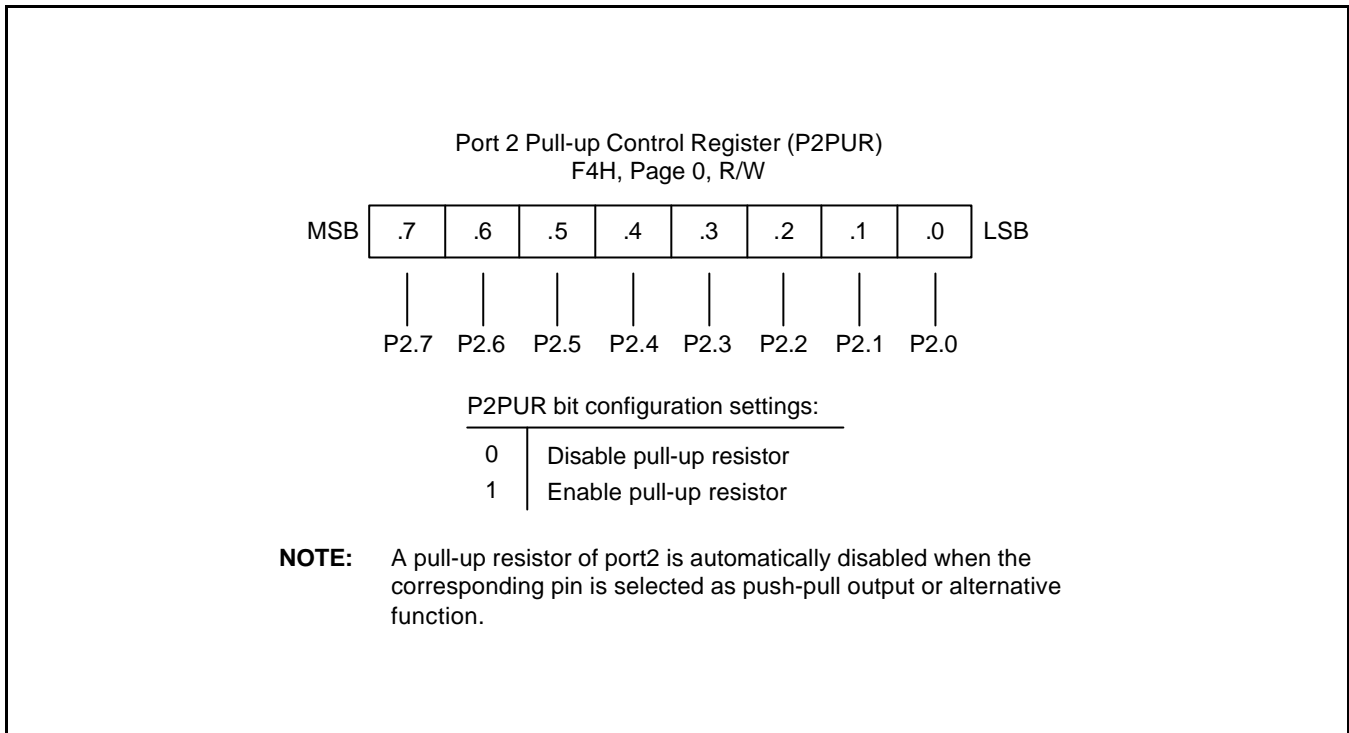 Port 2 Pull-up Control Register (P2PUR)
F4H, Page 0, R/W
MSB .7 .6 .5 .4 .3 .2 .1 .0 LSB
P2.7 P2.6 P2.5 P2.4 P2.3 P2.2 P2.1 P2.0
P2PUR bit configuration settings:
0 Disable pull-up resistor
1 Enable pull-up resistor
NOTE: A pull-up resistor of port2 is automatically disabled when the
corresponding pin is selected as push-pull output or alternative
function.